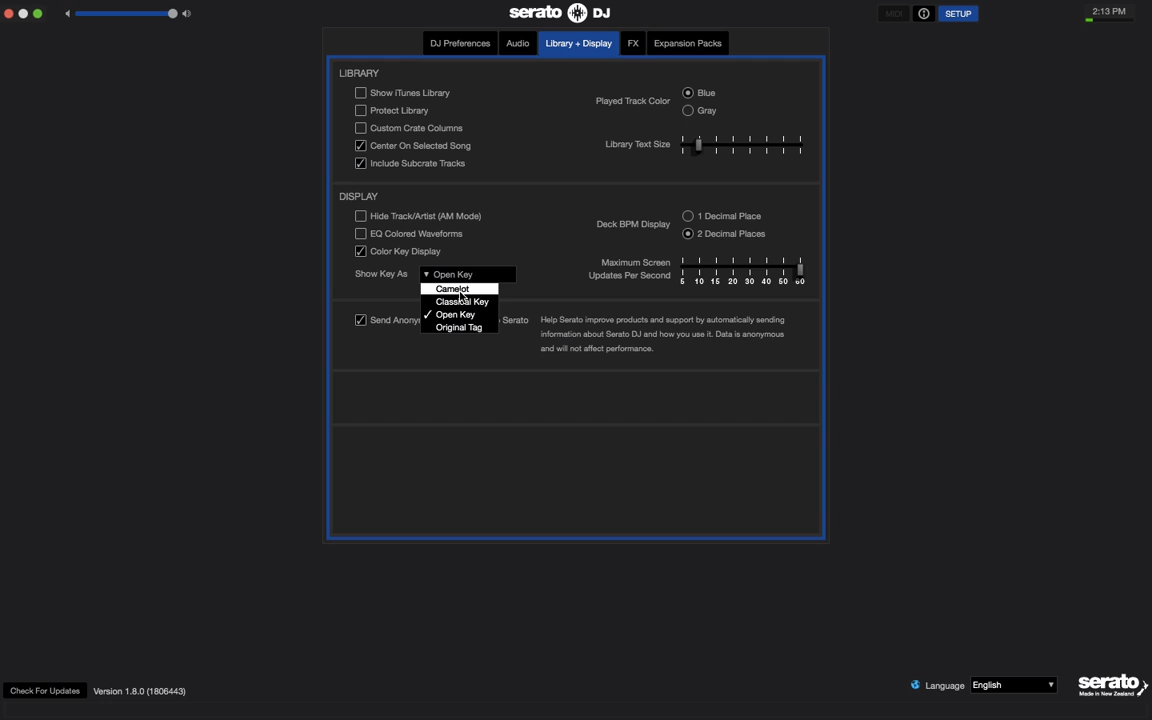 serato DJ
MIDI
SETUP
2:13 PM
DJ Preferences
Audio
Library + Display
FX
Expansion Packs
LIBRARY
Show iTunes Library
Protect Library
Custom Crate Columns
Center On Selected Song
Include Subcrate Tracks
Played Track Color
Blue
Gray
Library Text Size
DISPLAY
Hide Track/Artist (AM Mode)
EQ Colored Waveforms
Color Key Display
Show Key As
Open Key
Camelot
Classical Key
Open Key
Original Tag
Deck BPM Display
1 Decimal Place
2 Decimal Places
Maximum Screen
Updates Per Second
5 10 15 20 30 40 50 60
Send Anony
Serato
Help Serato improve products and support by automatically sending
information about Serato DJ and how you use it. Data is anonymous
and will not affect performance.
Check For Updates
Version 1.8.0 (1806443)
Language
English
serato
Made in New Zealand